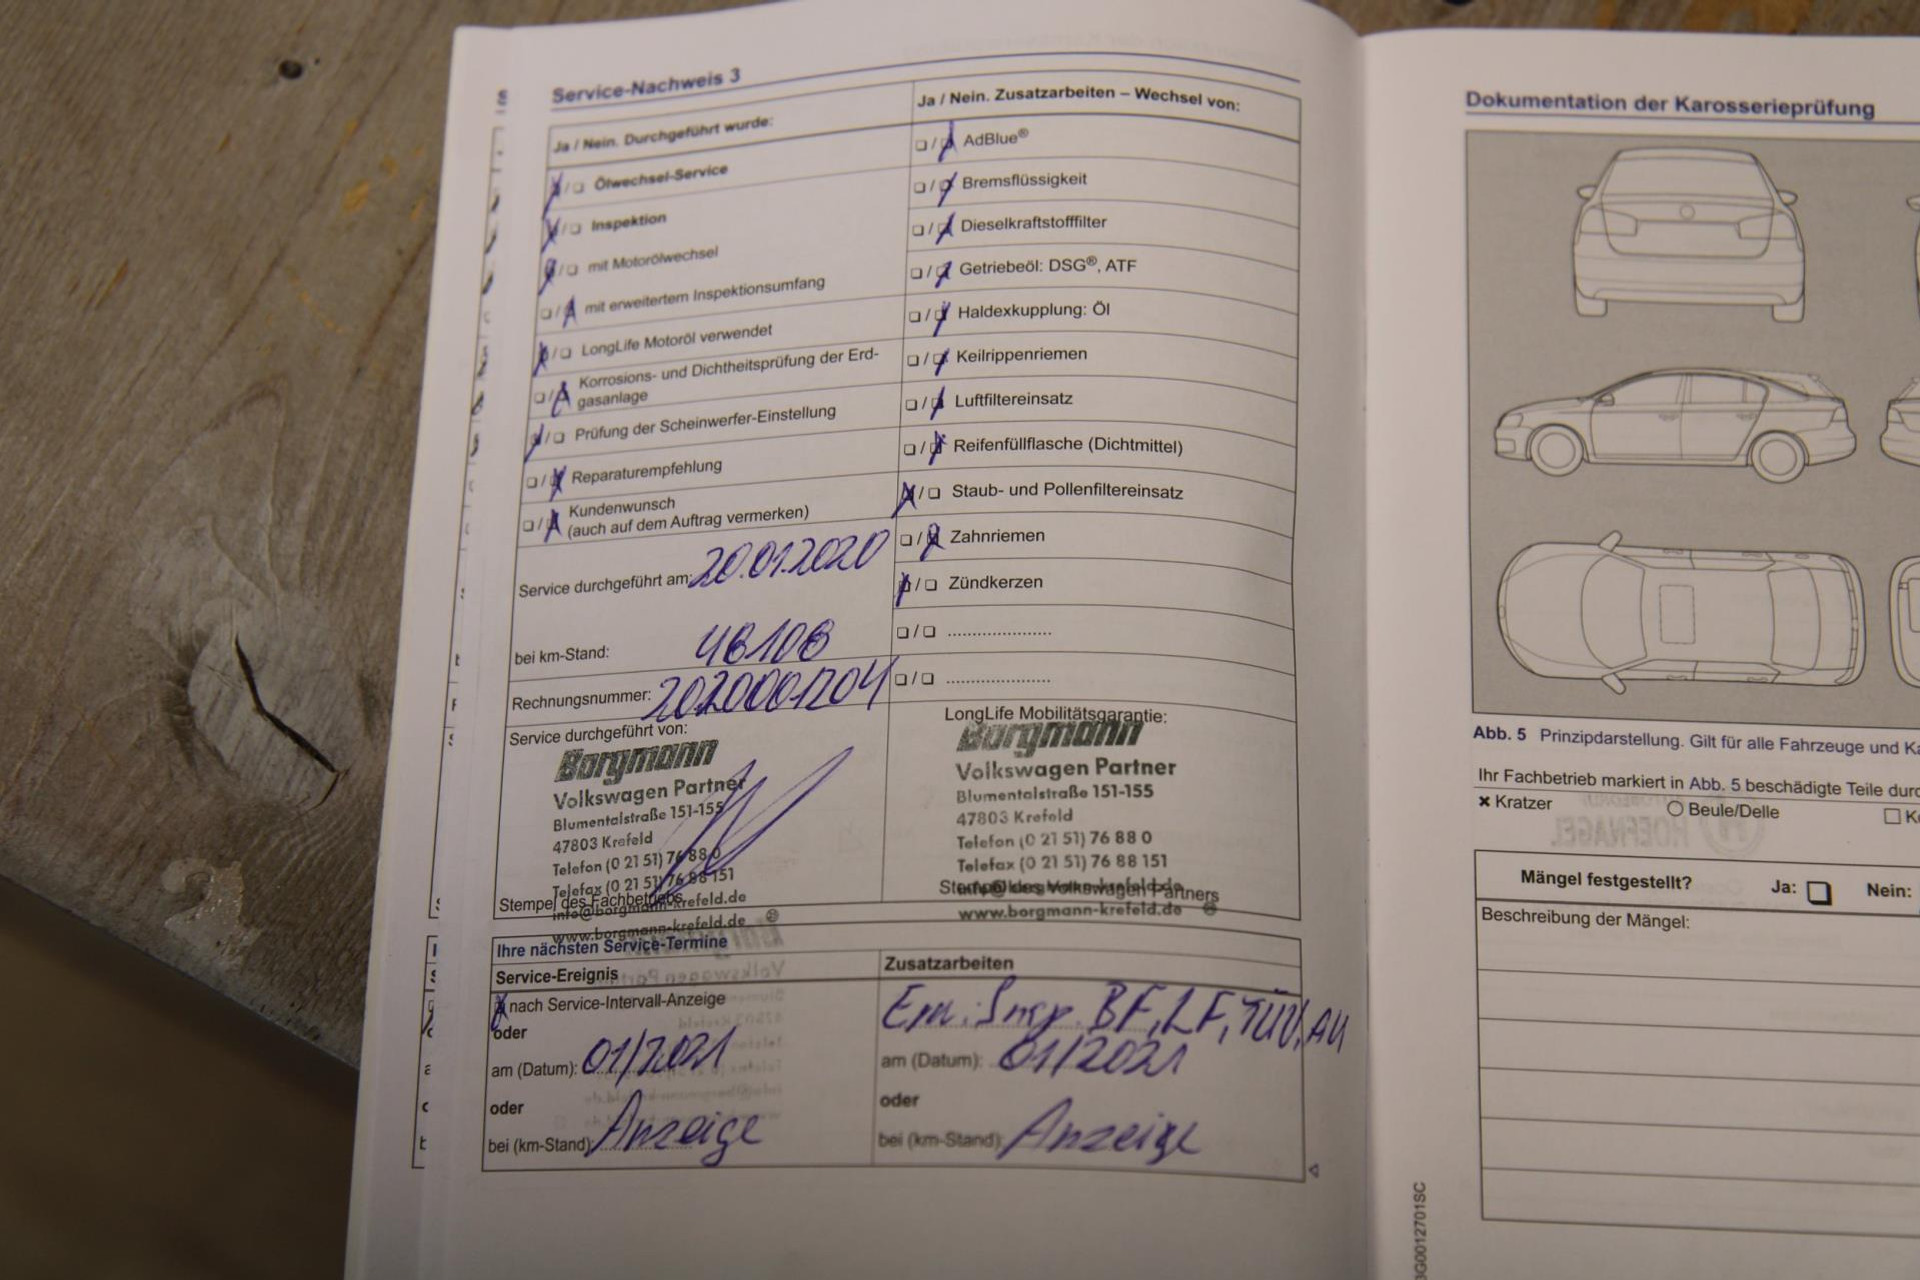 Service-Nachweis 3
Ja / Nein. Durchgeführt wurde:
Ölwechsel-Service
Inspektion
mit Motorölwechsel
mit erweitertem Inspektionsumfang
LongLife Motoröl verwendet
Korrosions- und Dichtheitsprüfung der Erd-
gasanlage
Prüfung der Scheinwerfer-Einstellung
Reparaturempfehlung
Kundenwunsch
(auch auf dem Auftrag vermerken)
Service durchgeführt am: 20.01.2020
bei km-Stand: 46106
Rechnungsnummer: 2020001204
Service durchgeführt von:
Borgmann
Volkswagen Partner
Blumentalstraße 151-155
47803 Krefeld
Telefon (0 21 51) 76 88 0
Telefax (0 21 51) 76 88 151
Stempel des Fachbetriebs
info@borgmann-krefeld.de
www.borgmann-krefeld.de
Ja / Nein. Zusatzarbeiten – Wechsel von:
AdBlue®
Bremsflüssigkeit
Dieselkraftstofffilter
Getriebeöl: DSG®, ATF
Haldexkupplung: Öl
Keilrippenriemen
Luftfiltereinsatz
Reifenfüllflasche (Dichtmittel)
Staub- und Pollenfiltereinsatz
Zahnriemen
Zündkerzen
LongLife Mobilitätsgarantie:
Borgmann
Volkswagen Partner
Blumentalstraße 151-155
47803 Krefeld
Telefon (0 21 51) 76 88 0
Telefax (0 21 51) 76 88 151
Stempel des Volkswagen Partners
www.borgmann-krefeld.de
Ihre nächsten Service-Termine
Service-Ereignis
nach Service-Intervall-Anzeige
oder
am (Datum): 01/2021
oder
bei (km-Stand): Anzeige
Zusatzarbeiten
Erw. Insp. BF, LF, TÜV, AU
am (Datum): 01/2021
oder
bei (km-Stand): Anzeige
Dokumentation der Karosserieprüfung
Abb. 5 Prinzipdarstellung. Gilt für alle Fahrzeuge und
Ihr Fachbetrieb markiert in Abb. 5 beschädigte Teile
Kratzer
Beule/Delle
Mängel festgestellt? Ja: Nein:
Beschreibung der Mängel: